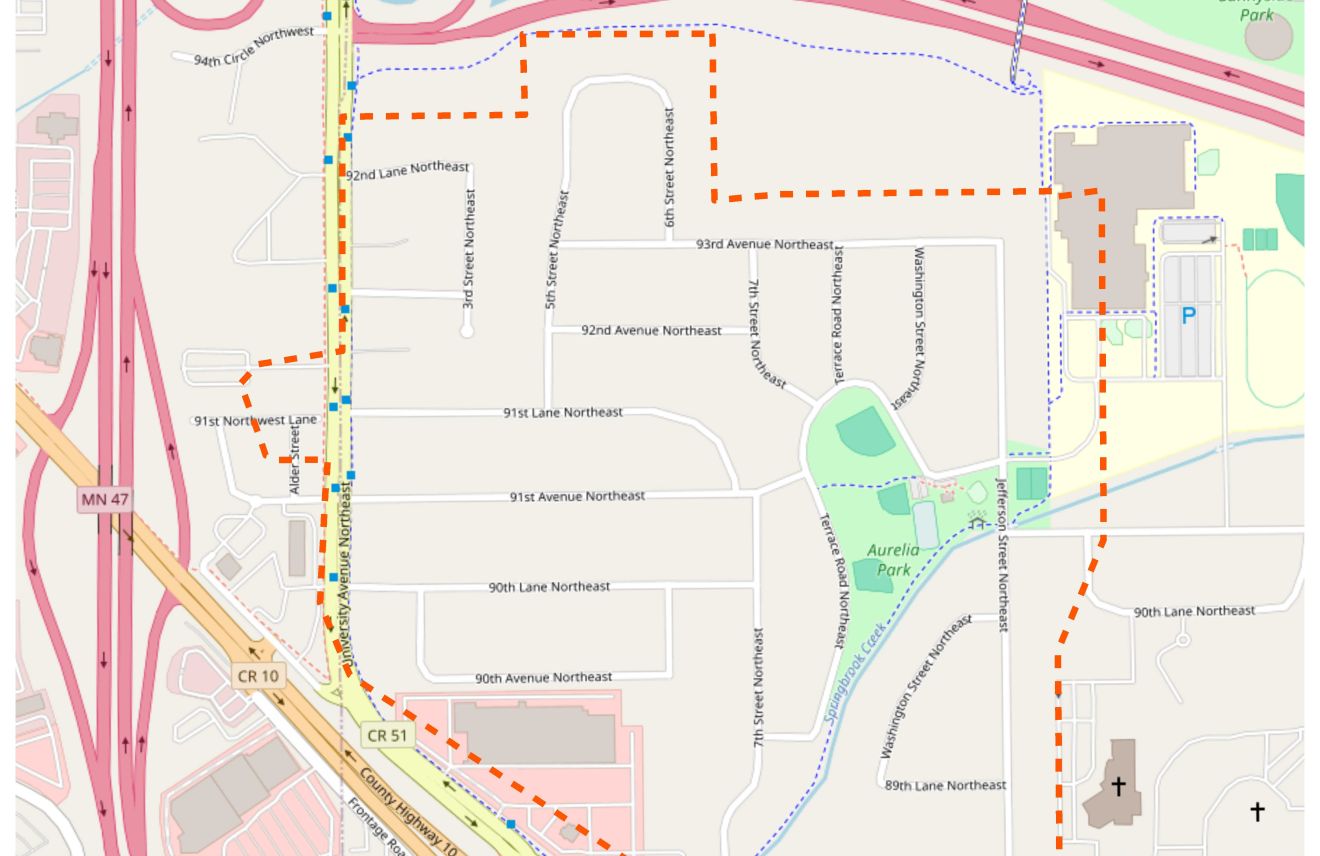 Park
94th Circle Northwest
6th Street Northeast
92nd Lane Northeast
3rd Street Northeast
5th Street Northeast
93rd Avenue Northeast
7th Street Northeast
Terrace Road Northeast
Washington Street Northeast
92nd Avenue Northeast
P
91st Northwest Lane
91st Lane Northeast
Alder Street
MN 47
91st Avenue Northeast
University Avenue Northeast
Jefferson Street Northeast
Terrace Road Northeast
Aurelia
Park
90th Lane Northeast
90th Lane Northeast
Springbrook Creek
Washington Street Northeast
7th Street Northeast
CR 10
90th Avenue Northeast
CR 51
89th Lane Northeast
County Highway 10
Frontage Roa